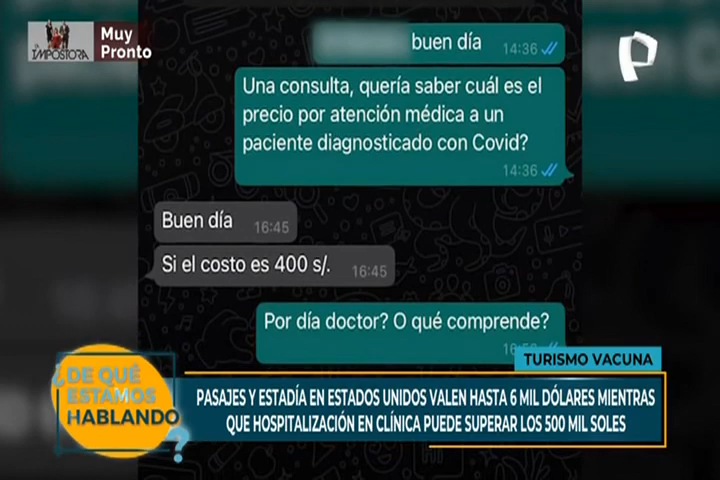 LA
IMPOSTORA
Muy
Pronto
buen día
14:36
Una consulta, quería saber cuál es el
precio por atención médica a un
paciente diagnosticado con Covid?
14:36
Buen día
16:45
Si el costo es 400 s/.
16:45
Por día doctor? O qué comprende?
TURISMO VACUNA
¿DE QUÉ
ESTAMOS
HABLANDO
?
PASAJES Y ESTADÍA EN ESTADOS UNIDOS VALEN HASTA 6 MIL DÓLARES MIENTRAS
QUE HOSPITALIZACIÓN EN CLÍNICA PUEDE SUPERAR LOS 500 MIL SOLES